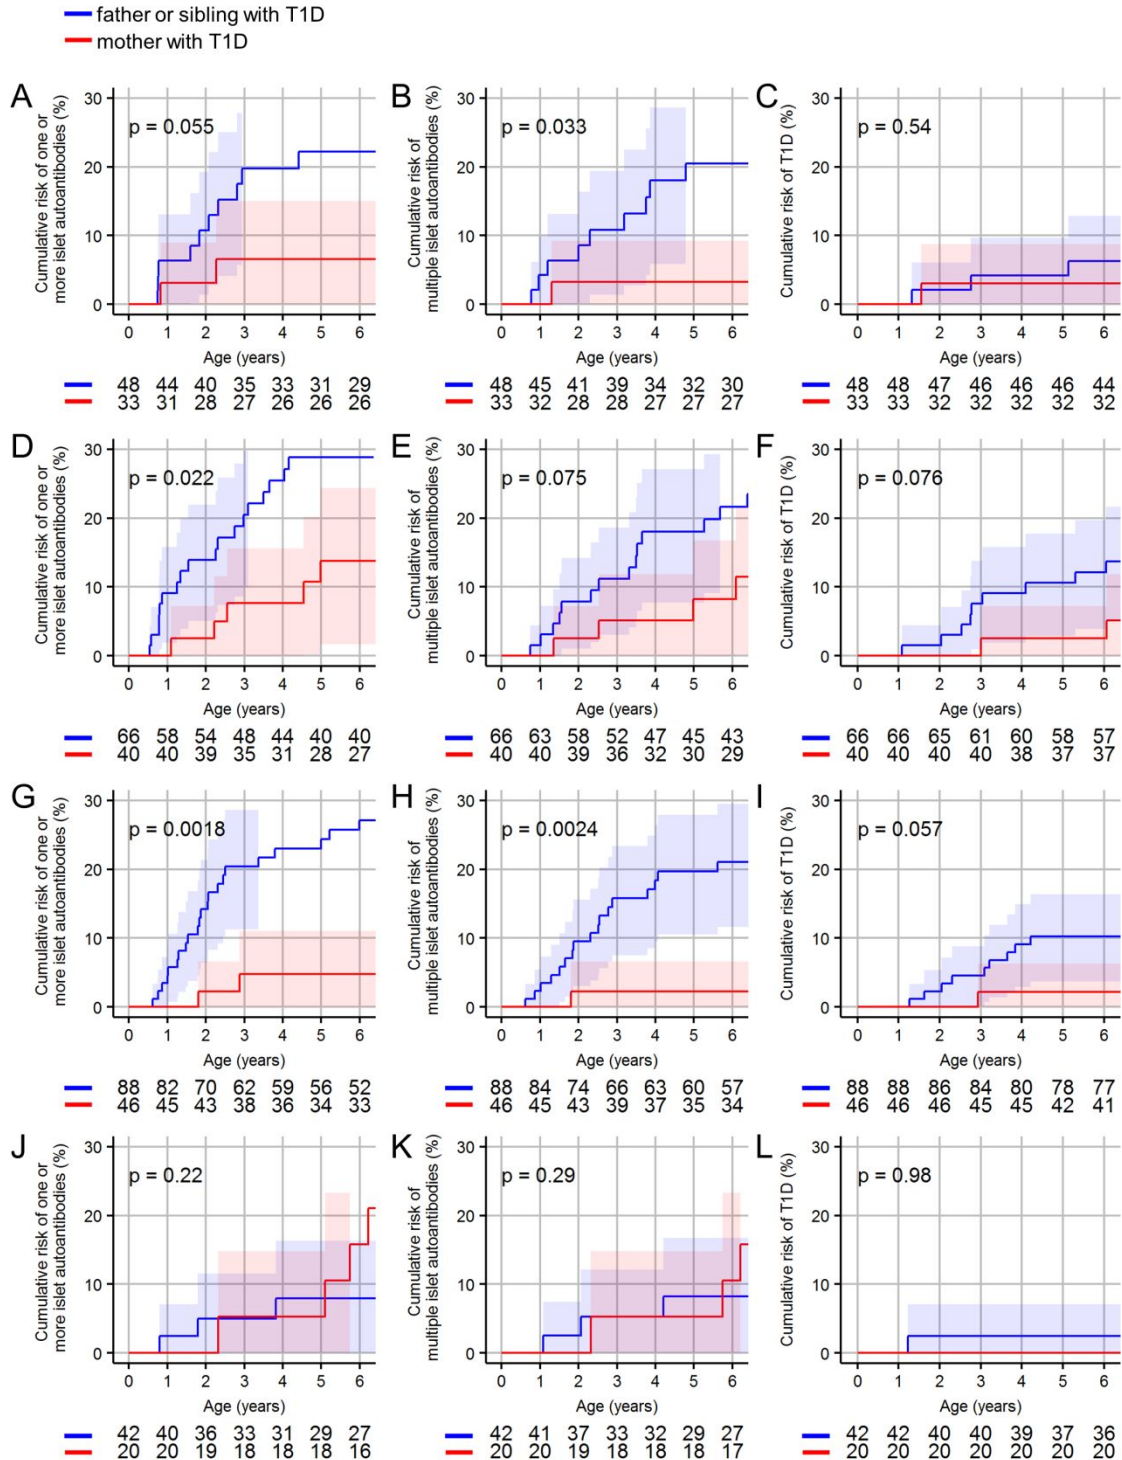 father or sibling with T1D
mother with T1D
A
Cumulative risk of one or
more islet autoantibodies (%)
30
20
10
0
p = 0.055
0 1 2 3 4 5 6
Age (years)
48 44 40 35 33 31 29
33 31 28 27 26 26 26
B
Cumulative risk of
multiple islet autoantibodies (%)
30
20
10
0
p = 0.033
0 1 2 3 4 5 6
Age (years)
48 45 41 39 34 32 30
33 32 28 28 27 27 27
C
Cumulative risk of T1D (%)
30
20
10
0
p = 0.54
0 1 2 3 4 5 6
Age (years)
48 48 47 46 46 46 44
33 33 32 32 32 32 32
D
Cumulative risk of one or
more islet autoantibodies (%)
30
20
10
0
p = 0.022
0 1 2 3 4 5 6
Age (years)
66 58 54 48 44 40 40
40 40 39 35 31 28 27
E
Cumulative risk of
multiple islet autoantibodies (%)
30
20
10
0
p = 0.075
0 1 2 3 4 5 6
Age (years)
66 63 58 52 47 45 43
40 40 39 36 32 30 29
F
Cumulative risk of T1D (%)
30
20
10
0
p = 0.076
0 1 2 3 4 5 6
Age (years)
66 66 65 61 60 58 57
40 40 40 40 38 37 37
G
Cumulative risk of one or
more islet autoantibodies (%)
30
20
10
0
p = 0.0018
0 1 2 3 4 5 6
Age (years)
88 82 70 62 59 56 52
46 45 43 38 36 34 33
H
Cumulative risk of
multiple islet autoantibodies (%)
30
20
10
0
p = 0.0024
0 1 2 3 4 5 6
Age (years)
88 84 74 66 63 60 57
46 45 43 39 37 35 34
I
Cumulative risk of T1D (%)
30
20
10
0
p = 0.057
0 1 2 3 4 5 6
Age (years)
88 88 86 84 80 78 77
46 46 46 45 45 42 41
J
Cumulative risk of one or
more islet autoantibodies (%)
30
20
10
0
p = 0.22
0 1 2 3 4 5 6
Age (years)
42 40 36 33 31 29 27
20 20 19 18 18 18 16
K
Cumulative risk of
multiple islet autoantibodies (%)
30
20
10
0
p = 0.29
0 1 2 3 4 5 6
Age (years)
42 41 37 33 32 29 27
20 20 19 18 18 18 17
L
Cumulative risk of T1D (%)
30
20
10
0
p = 0.98
0 1 2 3 4 5 6
Age (years)
42 42 40 40 39 37 36
20 20 20 20 20 20 20